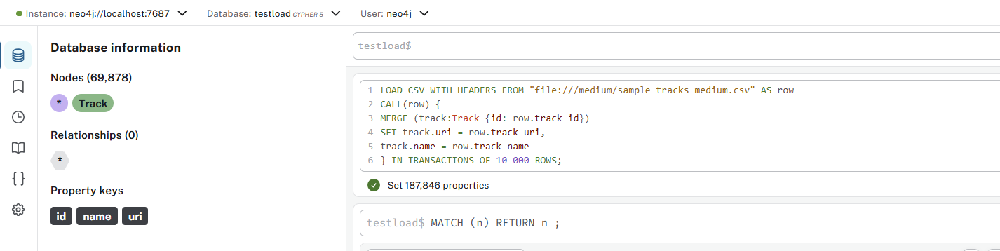 Instance: neo4j://localhost:7687 Database: testload CYPHER 5 User: neo4j
Database information
Nodes (69,878)
* Track
Relationships (0)
*
Property keys
id name uri
testload$
1 LOAD CSV WITH HEADERS FROM "file:///medium/sample_tracks_medium.csv" AS row
2 CALL(row) {
3 MERGE (track:Track {id: row.track_id})
4 SET track.uri = row.track_uri,
5 track.name = row.track_name
6 } IN TRANSACTIONS OF 10_000 ROWS;
Set 187,846 properties
testload$ MATCH (n) RETURN n ;